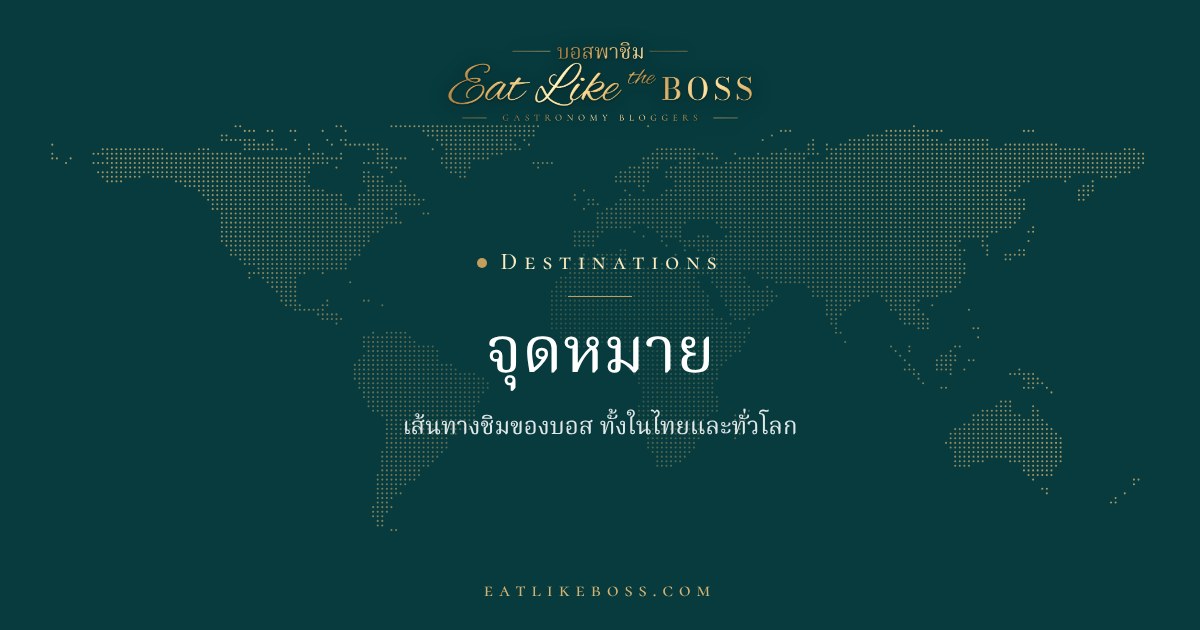 บอสพาชิม
Eat Like the BOSS
GASTRONOMY BLOGGERS
DESTINATIONS
จุดหมาย
เส้นทางชิมของบอส ทั้งในไทยและทั่วโลก
EATLIKEBOSS.COM